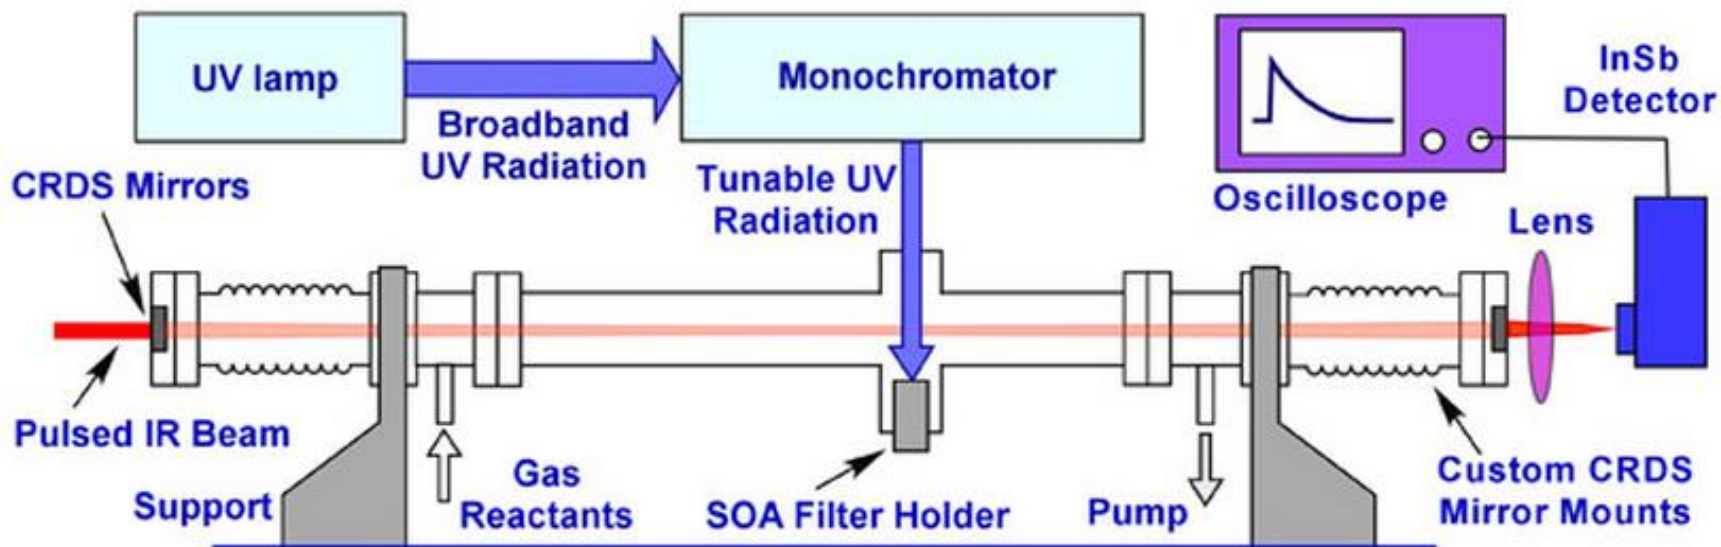 UV lamp
Monochromator
InSb
Detector
Broadband
UV Radiation
CRDS Mirrors
Tunable UV
Radiation
Oscilloscope
Lens
Pulsed IR Beam
Support
Gas
Reactants
SOA Filter Holder
Pump
Custom CRDS
Mirror Mounts